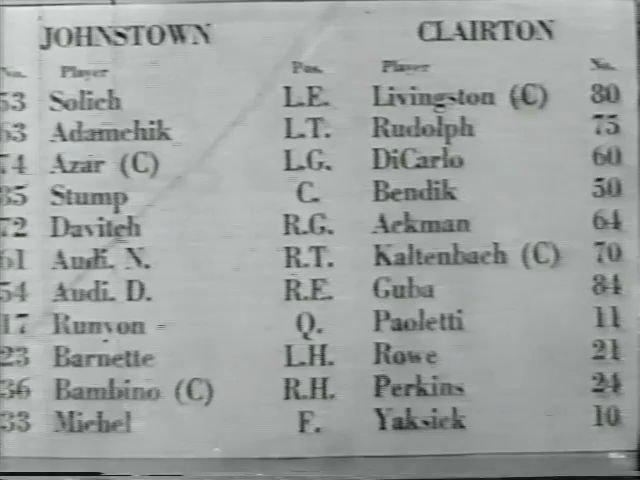 JOHNSTOWN CLAIRTON
No. Player Pos. Player No.
53 Solich L.E. Livingston (C) 80
63 Adamchik L.T. Rudolph 75
74 Azar (C) L.G. DiCarlo 60
35 Stump C. Bendik 50
72 Davitch R.G. Ackman 64
61 Audi. N. R.T. Kaltenbach (C) 70
54 Audi. D. R.E. Guba 84
17 Runyon Q. Paoletti 11
23 Barnette L.H. Rowe 21
36 Bambino (C) R.H. Perkins 24
33 Michel F. Yaksick 10